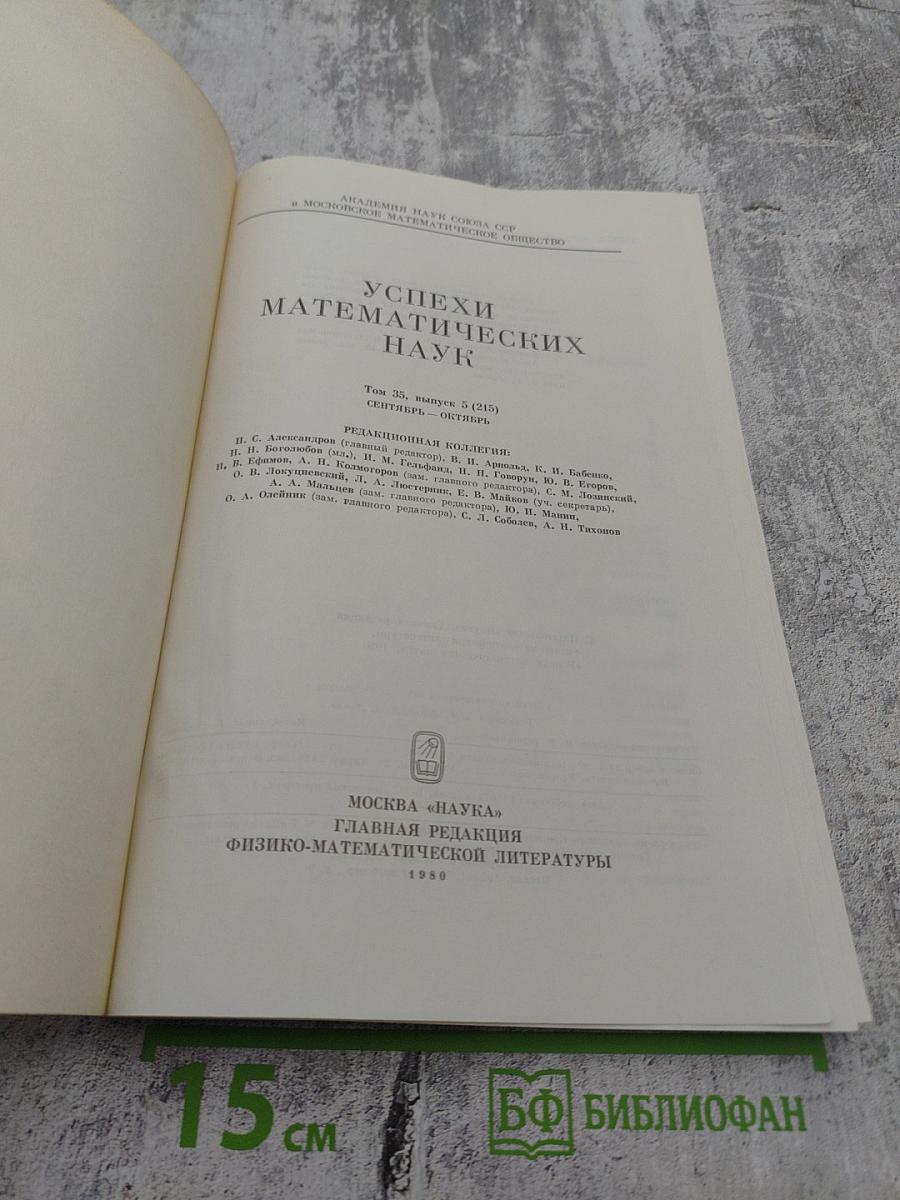 АКАДЕМИЯ НАУК СОЮЗА ССР
и МОСКОВСКОЕ МАТЕМАТИЧЕСКОЕ ОБЩЕСТВО
УСПЕХИ
МАТЕМАТИЧЕСКИХ
НАУК
Том 35, выпуск 5 (215)
СЕНТЯБРЬ — ОКТЯБРЬ
РЕДАКЦИОННАЯ КОЛЛЕГИЯ:
П. С. Александров (главный редактор), В. И. Арнольд, К. И. Бабенко,
Н. Н. Боголюбов (мл.), И. М. Гельфанд, Н. Н. Говорун, Ю. В. Егоров,
Н. В. Ефимов, А. Н. Колмогоров (зам. главного редактора), С. М. Лозинский,
О. В. Локуциевский, Л. А. Люстерник, Е. В. Майков (уч. секретарь),
А. А. Мальцев (зам. главного редактора), Ю. И. Манин,
О. А. Олейник (зам. главного редактора), С. Л. Соболев, А. Н. Тихонов
МОСКВА «НАУКА»
ГЛАВНАЯ РЕДАКЦИЯ
ФИЗИКО-МАТЕМАТИЧЕСКОЙ ЛИТЕРАТУРЫ
1980
15 см
БФ БИБЛИОФАН